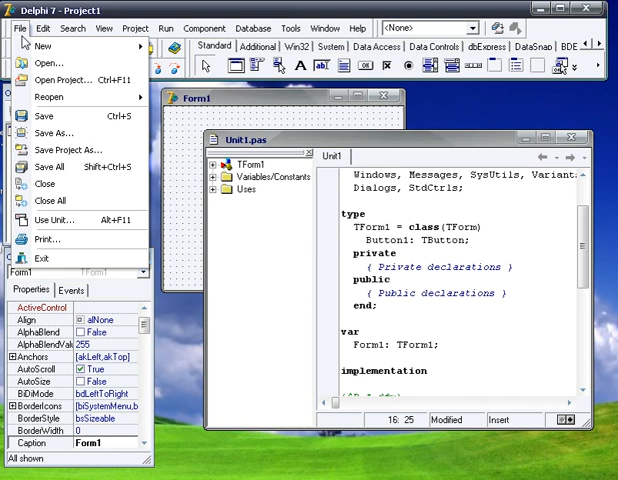 Delphi 7 - Project1
File Edit Search View Project Run Component Database Tools Help <None>
Standard Additional Win32 System Data Access Data Controls dbExpress DataSnap BDE
New
Open...
Open Project... Ctrl+F11
Reopen
Save Ctrl+S
Save As...
Save Project As...
Save All Shift+Ctrl+S
Close
Close All
Use Unit... Alt+F11
Print...
Exit
Form1
Unit1.pas
TForm1
Variables/Constants
Uses
Unit1
Windows, Messages, SysUtils, Variant
Dialogs, StdCtrls;
type
TForm1 = class(TForm)
Button1: TButton;
private
{ Private declarations }
public
{ Public declarations }
end;
var
Form1: TForm1;
implementation
16: 25 Modified Insert
Form1 TForm1
Properties Events
ActiveControl
Align alNone
AlphaBlend False
AlphaBlendValu 255
Anchors [akLeft,akTop]
AutoScroll True
AutoSize False
BiDiMode bdLeftToRight
BorderIcons [biSystemMenu,b
BorderStyle bsSizeable
BorderWidth 0
Caption Form1
All shown